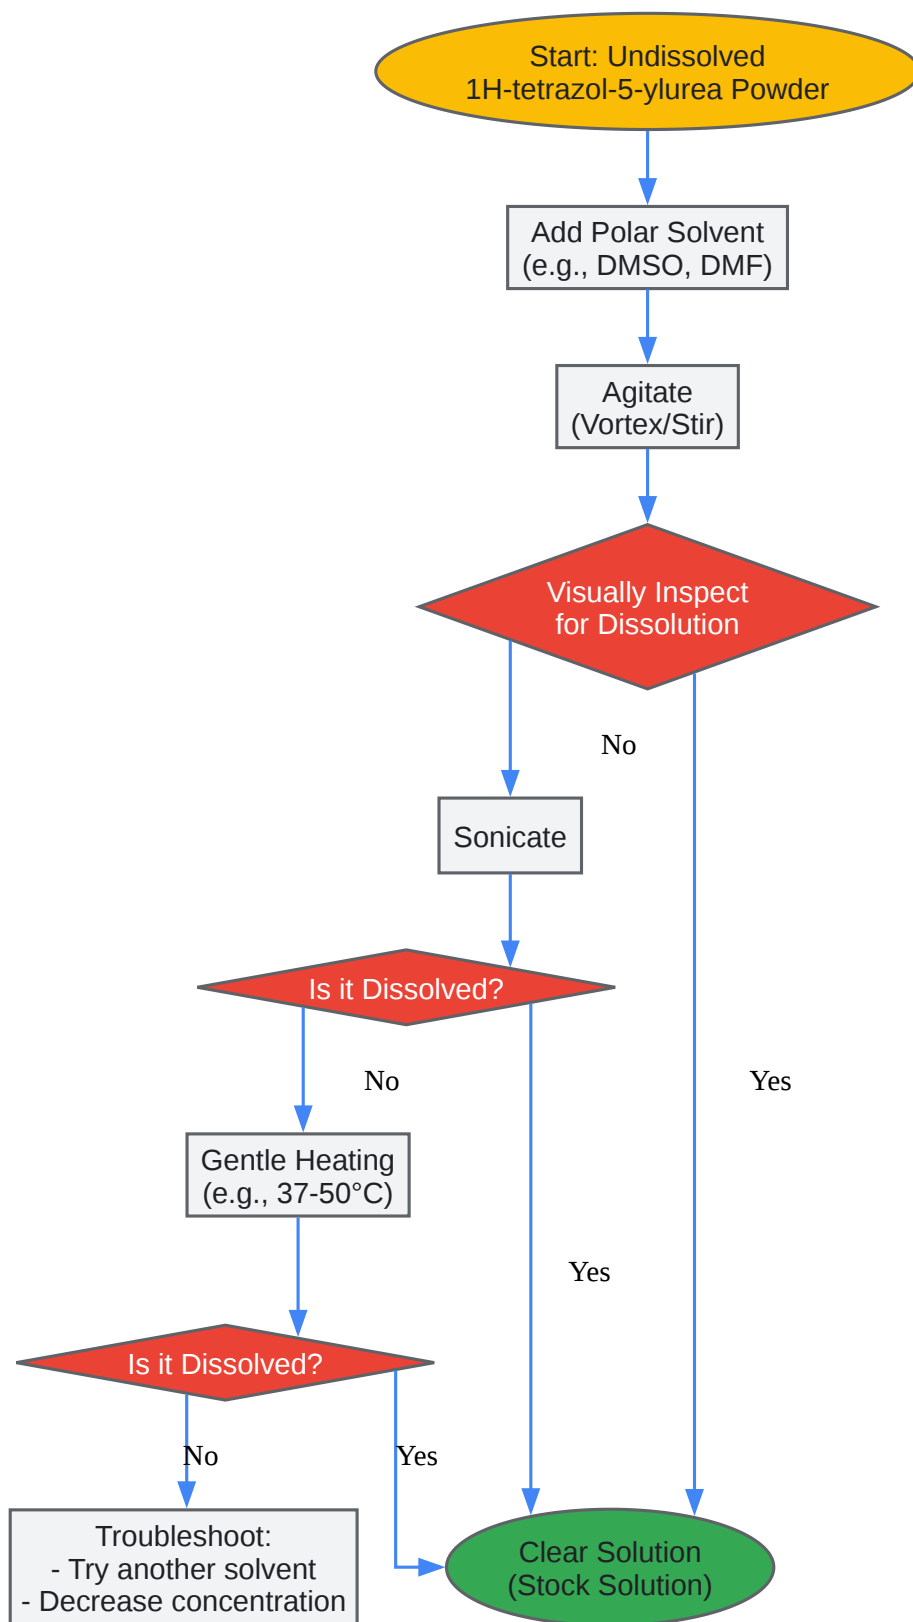 Start: Undissolved
1H-tetrazol-5-ylurea Powder
Add Polar Solvent
(e.g., DMSO, DMF)
Agitate
(Vortex/Stir)
Visually Inspect
for Dissolution
No
Sonicate
Is it Dissolved?
No
Yes
Gentle Heating
(e.g., 37-50°C)
Yes
Is it Dissolved?
No
Yes
Troubleshoot:
- Try another solvent
- Decrease concentration
Clear Solution
(Stock Solution)